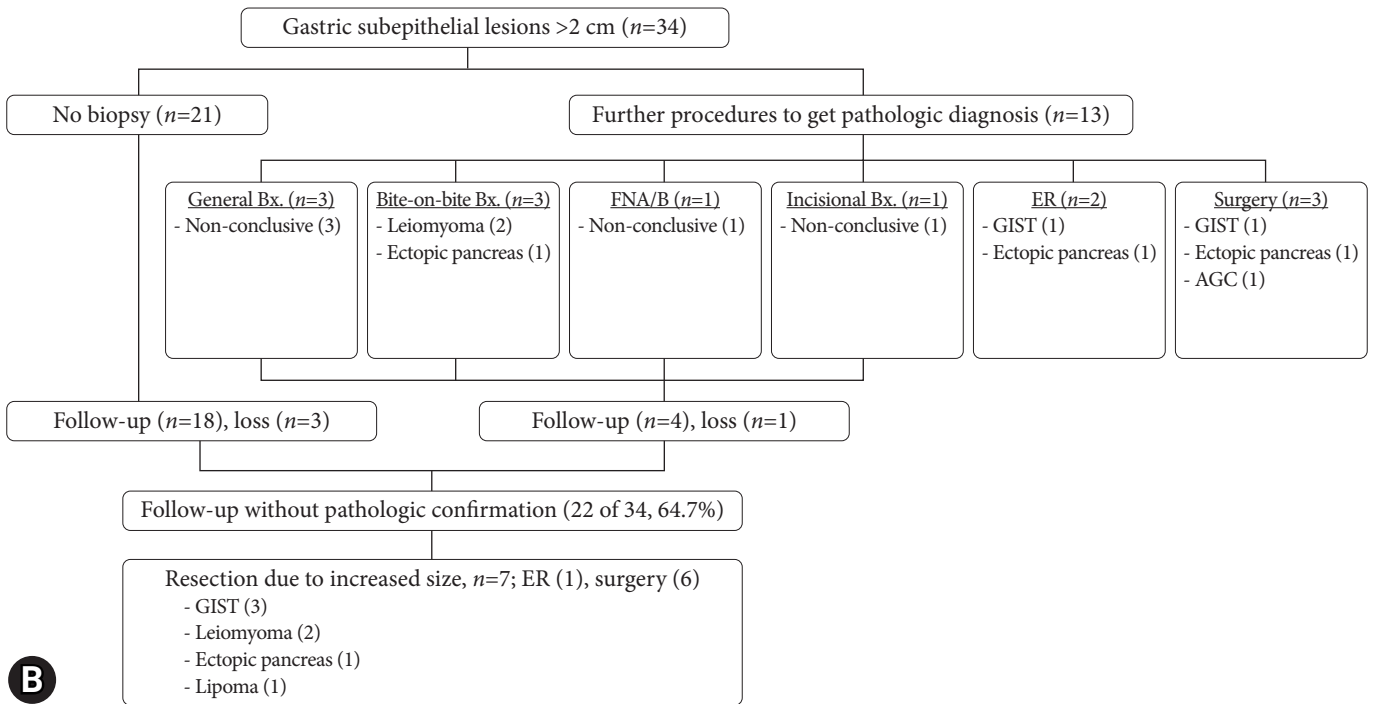 Gastric subepithelial lesions >2 cm (n=34)
No biopsy (n=21)
Further procedures to get pathologic diagnosis (n=13)
General Bx. (n=3)
- Non-conclusive (3)
Bite-on-bite Bx. (n=3)
- Leiomyoma (2)
- Ectopic pancreas (1)
FNA/B (n=1)
- Non-conclusive (1)
Incisional Bx. (n=1)
- Non-conclusive (1)
ER (n=2)
- GIST (1)
- Ectopic pancreas (1)
Surgery (n=3)
- GIST (1)
- Ectopic pancreas (1)
- AGC (1)
Follow-up (n=18), loss (n=3)
Follow-up (n=4), loss (n=1)
Follow-up without pathologic confirmation (22 of 34, 64.7%)
Resection due to increased size, n=7; ER (1), surgery (6)
- GIST (3)
- Leiomyoma (2)
- Ectopic pancreas (1)
- Lipoma (1)
B